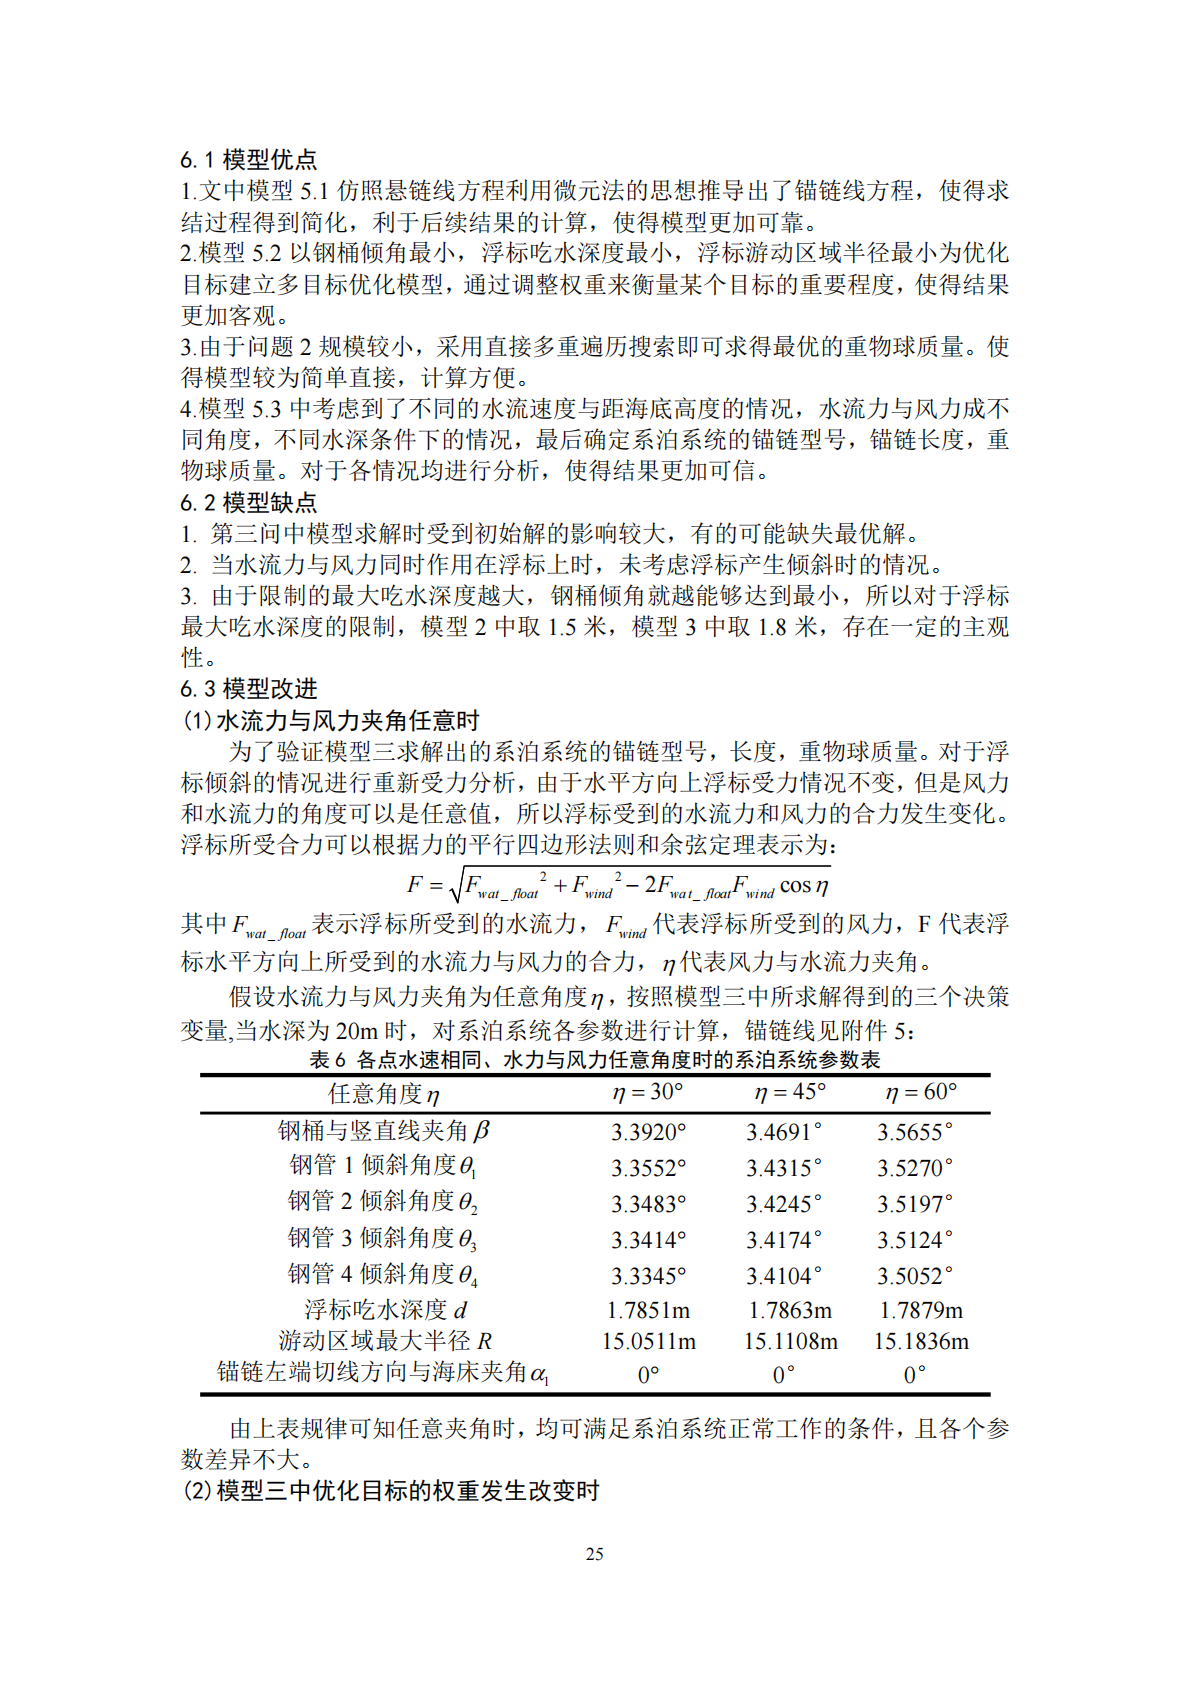 6.1 模型优点
1.文中模型 5.1 仿照悬链线方程利用微元法的思想推导出了锚链线方程，使得求
结过程得到简化，利于后续结果的计算，使得模型更加可靠。
2.模型 5.2 以钢桶倾角最小，浮标吃水深度最小，浮标游动区域半径最小为优化
目标建立多目标优化模型，通过调整权重来衡量某个目标的重要程度，使得结果
更加客观。
3.由于问题 2 规模较小，采用直接多重遍历搜索即可求得最优的重物球质量。使
得模型较为简单直接，计算方便。
4.模型 5.3 中考虑到了不同的水流速度与距海底高度的情况，水流力与风力成不
同角度，不同水深条件下的情况，最后确定系泊系统的锚链型号，锚链长度，重
物球质量。对于各情况均进行分析，使得结果更加可信。
6.2 模型缺点
1. 第三问中模型求解时受到初始解的影响较大，有的可能缺失最优解。
2. 当水流力与风力同时作用在浮标上时，未考虑浮标产生倾斜时的情况。
3. 由于限制的最大吃水深度越大，钢桶倾角就越能够达到最小，所以对于浮标
最大吃水深度的限制，模型 2 中取 1.5 米，模型 3 中取 1.8 米，存在一定的主观
性。
6.3 模型改进
(1)水流力与风力夹角任意时
为了验证模型三求解出的系泊系统的锚链型号，长度，重物球质量。对于浮
标倾斜的情况进行重新受力分析，由于水平方向上浮标受力情况不变，但是风力
和水流力的角度可以是任意值，所以浮标受到的水流力和风力的合力发生变化。
浮标所受合力可以根据力的平行四边形法则和余弦定理表示为：
$F = \sqrt{F_{wat\_float}^2 + F_{wind}^2 - 2F_{wat\_float}F_{wind}\cos\eta}$
其中 $F_{wat\_float}$ 表示浮标所受到的水流力，$F_{wind}$ 代表浮标所受到的风力，F 代表浮
标水平方向上所受到的水流力与风力的合力，η代表风力与水流力夹角。
假设水流力与风力夹角为任意角度η，按照模型三中所求解得到的三个决策
变量,当水深为 20m 时，对系泊系统各参数进行计算，锚链线见附件 5：
表 6 各点水速相同、水力与风力任意角度时的系泊系统参数表
任意角度η η = 30° η = 45° η = 60°
钢桶与竖直线夹角β 3.3920° 3.4691° 3.5655°
钢管 1 倾斜角度θ₁ 3.3552° 3.4315° 3.5270°
钢管 2 倾斜角度θ₂ 3.3483° 3.4245° 3.5197°
钢管 3 倾斜角度θ₃ 3.3414° 3.4174° 3.5124°
钢管 4 倾斜角度θ₄ 3.3345° 3.4104° 3.5052°
浮标吃水深度 d 1.7851m 1.7863m 1.7879m
游动区域最大半径 R 15.0511m 15.1108m 15.1836m
锚链左端切线方向与海床夹角α₁ 0° 0° 0°
由上表规律可知任意夹角时，均可满足系泊系统正常工作的条件，且各个参
数差异不大。
(2)模型三中优化目标的权重发生改变时
25